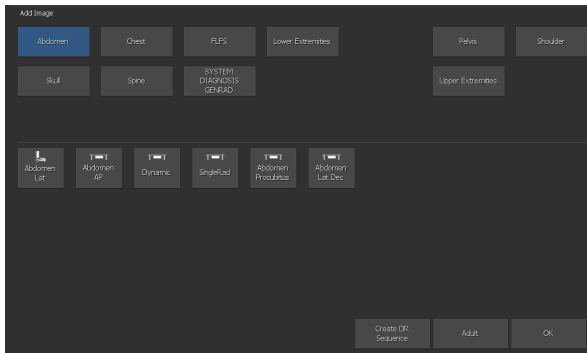 Add Image
Abdomen
Chest
FLFS
Lower Extremities
Pelvis
Shoulder
Skull
Spine
SYSTEM
DIAGNOSIS
GENRAD
Upper Extremities
Abdomen
Lat
Abdomen
AP
Dynamic
SingleRad
Abdomen
Procubitus
Abdomen
Lat Dec
Create DR
Sequence
Adult
OK